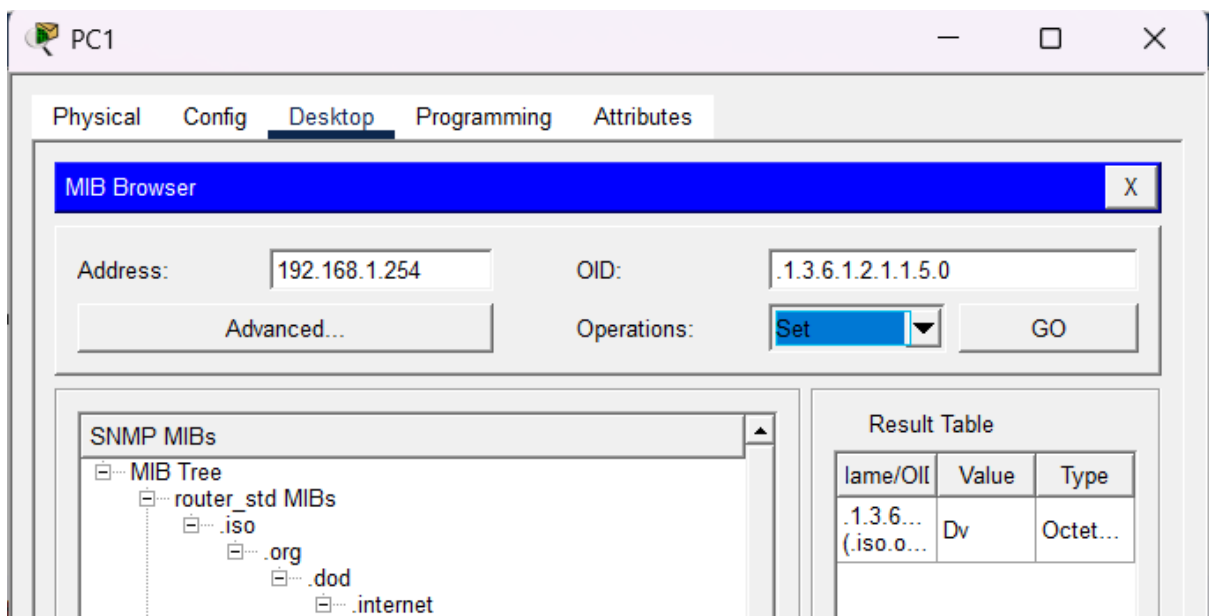 PC1
Physical Config Desktop Programming Attributes
MIB Browser X
Address: 192.168.1.254 OID: .1.3.6.1.2.1.1.5.0
Advanced... Operations: Set GO
SNMP MIBs
MIB Tree
router_std MIBs
.iso
.org
.dod
.internet
Result Table
lame/OII Value Type
.1.3.6...
(.iso.o... Dv Octet...